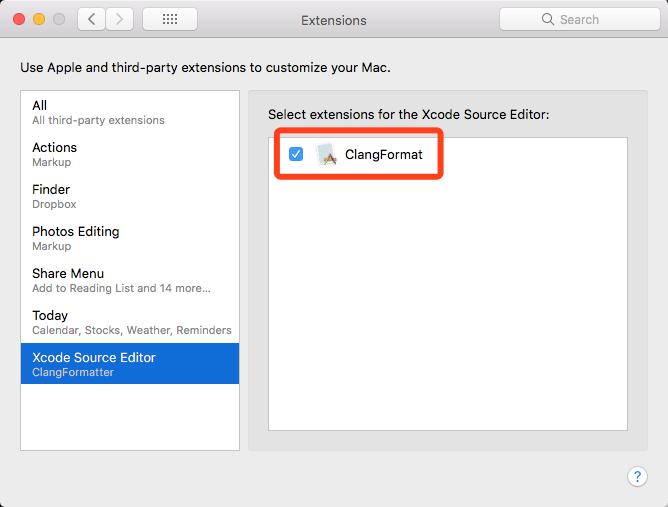 Extensions
Search
Use Apple and third-party extensions to customize your Mac.
All
All third-party extensions
Actions
Markup
Finder
Dropbox
Photos Editing
Markup
Share Menu
Add to Reading List and 14 more...
Today
Calendar, Stocks, Weather, Reminders
Xcode Source Editor
ClangFormatter
Select extensions for the Xcode Source Editor:
ClangFormat
?